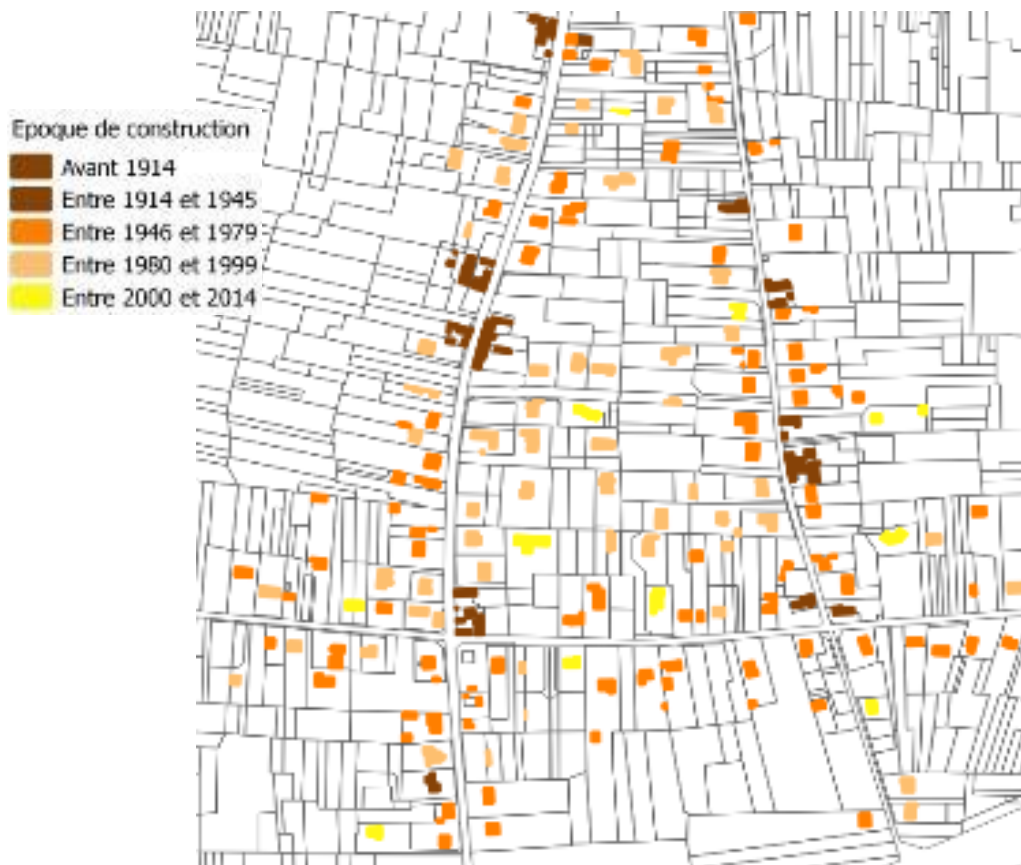 Epoque de construction
Avant 1914
Entre 1914 et 1945
Entre 1946 et 1979
Entre 1980 et 1999
Entre 2000 et 2014